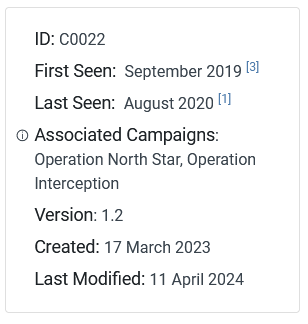 ID: C0022
First Seen: September 2019 [3]
Last Seen: August 2020 [1]
Associated Campaigns:
Operation North Star, Operation
Interception
Version: 1.2
Created: 17 March 2023
Last Modified: 11 April 2024